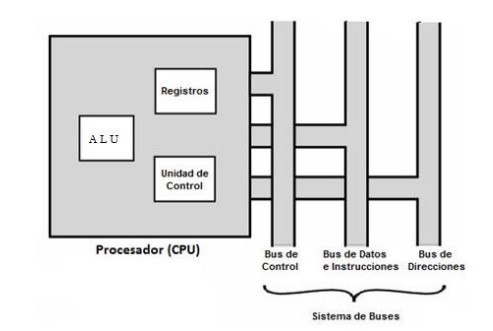 Registros
A L U
Unidad de
Control
Procesador (CPU)
Bus de
Control
Bus de Datos
e Instrucciones
Bus de
Direcciones
Sistema de Buses